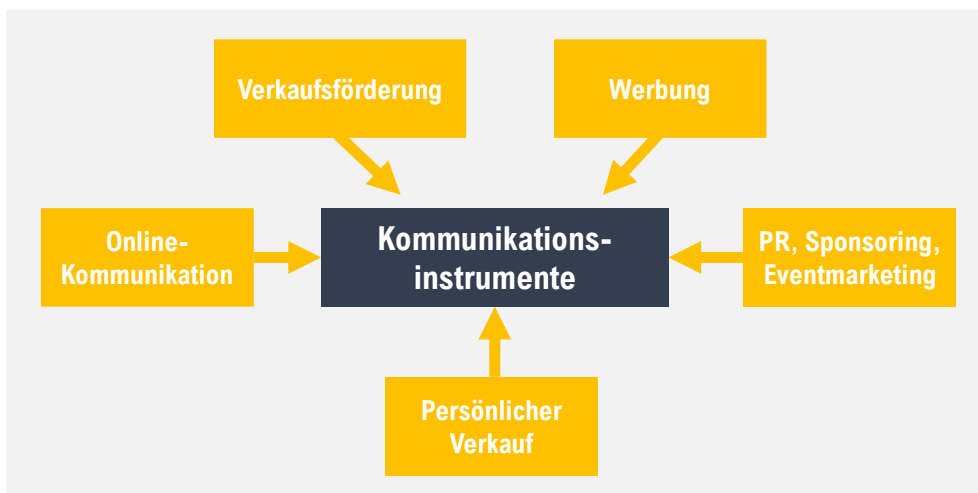 Verkaufsförderung
Werbung
Online-
Kommunikation
Kommunikations-
instrumente
PR, Sponsoring,
Eventmarketing
Persönlicher
Verkauf